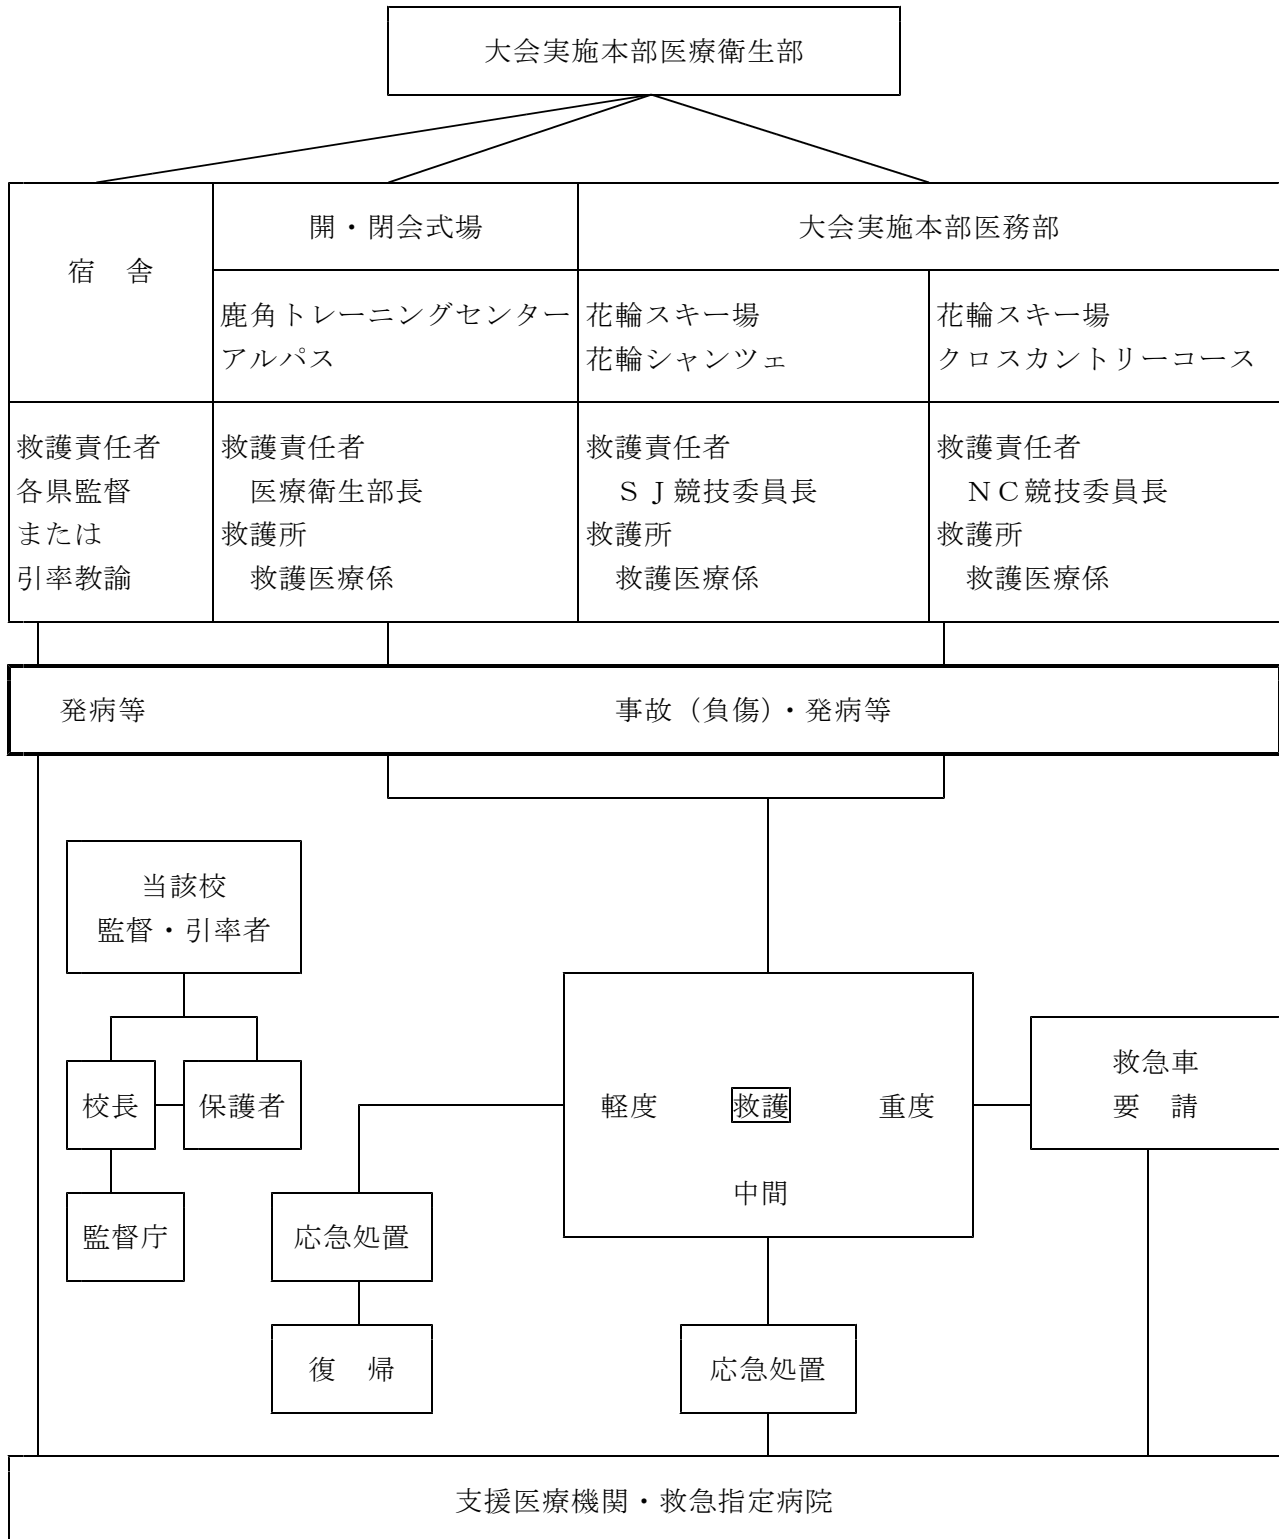 大会実施本部医療衛生部
宿　舎
開・閉会式場
大会実施本部医務部
鹿角トレーニングセンター
アルパス
花輪スキー場
花輪シャンツェ
花輪スキー場
クロスカントリーコース
救護責任者
各県監督
または
引率教諭
救護責任者
医療衛生部長
救護所
救護医療係
救護責任者
ＳＪ競技委員長
救護所
救護医療係
救護責任者
ＮＣ競技委員長
救護所
救護医療係
発病等
事故（負傷）・発病等
当該校
監督・引率者
校長
保護者
監督庁
軽度
救護
重度
中間
救急車
要　請
応急処置
復　帰
応急処置
支援医療機関・救急指定病院